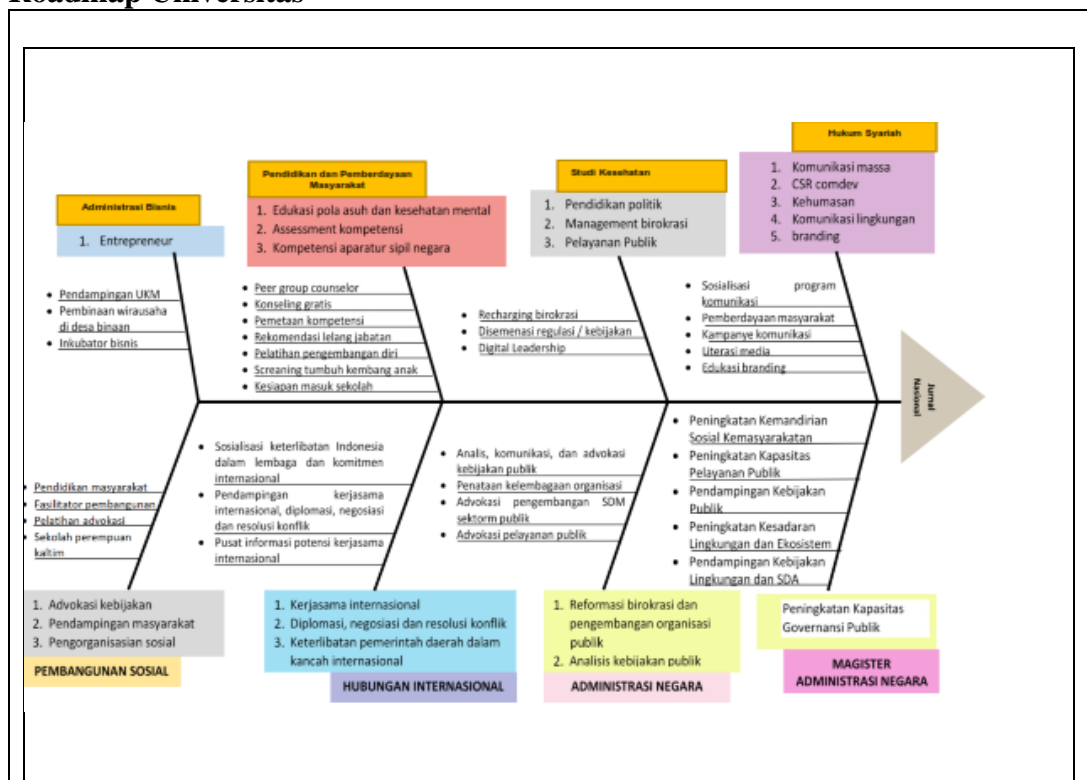 Roadmap Universitas
Hukum Syariah
1. Komunikasi massa
2. CSR comdev
3. Kehumasan
4. Komunikasi lingkungan
5. branding
Pendidikan dan Pemberdayaan
Masyarakat
1. Edukasi pola asuh dan kesehatan mental
2. Assessment kompetensi
3. Kompetensi aparatur sipil negara
Studi Kesehatan
1. Pendidikan politik
2. Management birokrasi
3. Pelayanan Publik
Administrasi Bisnis
1. Entrepreneur
• Pendampingan UKM
• Pembinaan wirausaha
di desa binaan
• Inkubator bisnis
• Peer group counselor
• Konseling gratis
• Pemetaan kompetensi
• Rekomendasi lelang jabatan
• Pelatihan pengembangan diri
• Screaning tumbuh kembang anak
• Kesiapan masuk sekolah
• Recharging birokrasi
• Disemenasi regulasi / kebijakan
• Digital Leadership
• Sosialisasi program
komunikasi
• Pemberdayaan masyarakat
• Kampanye komunikasi
• Literasi media
• Edukasi branding
Jurnal
Nasional
• Pendidikan masyarakat
• Fasilitator pembangunan
• Pelatihan advokasi
• Sekolah perempuan
kaltim
• Sosialisasi keterlibatan Indonesia
dalam lembaga dan komitmen
internasional
• Pendampingan kerjasama
internasional, diplomasi, negosiasi
dan resolusi konflik
• Pusat informasi potensi kerjasama
internasional
• Analis, komunikasi, dan advokasi
kebijakan publik
• Penataan kelembagaan organisasi
• Advokasi pengembangan SDM
sektorm publik
• Advokasi pelayanan publik
• Peningkatan Kemandirian
Sosial Kemasyarakatan
• Peningkatan Kapasitas
Pelayanan Publik
• Pendampingan Kebijakan
Publik
• Peningkatan Kesadaran
Lingkungan dan Ekosistem
• Pendampingan Kebijakan
Lingkungan dan SDA
1. Advokasi kebijakan
2. Pendampingan masyarakat
3. Pengorganisasian sosial
PEMBANGUNAN SOSIAL
1. Kerjasama internasional
2. Diplomasi, negosiasi dan resolusi konflik
3. Keterlibatan pemerintah daerah dalam
kancah internasional
HUBUNGAN INTERNASIONAL
1. Reformasi birokrasi dan
pengembangan organisasi
publik
2. Analisis kebijakan publik
ADMINISTRASI NEGARA
Peningkatan Kapasitas
Governansi Publik
MAGISTER
ADMINISTRASI NEGARA